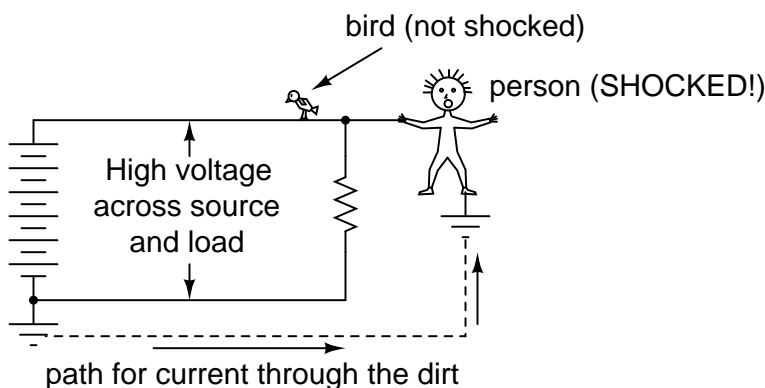 bird (not shocked)
person (SHOCKED!)
High voltage
across source
and load
path for current through the dirt